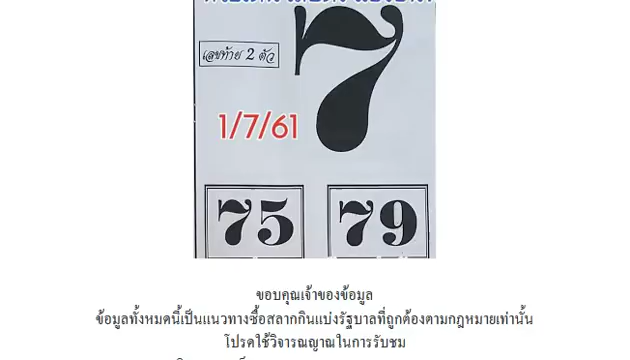 เลขท้าย 2 ตัว
7
1/7/61
75 79
ขอบคุณเจ้าของข้อมูล
ข้อมูลทั้งหมดนี้เป็นแนวทางซื้อสลากกินแบ่งรัฐบาลที่ถูกต้องตามกฎหมายเท่านั้น
โปรดใช้วิจารณญาณในการรับชม